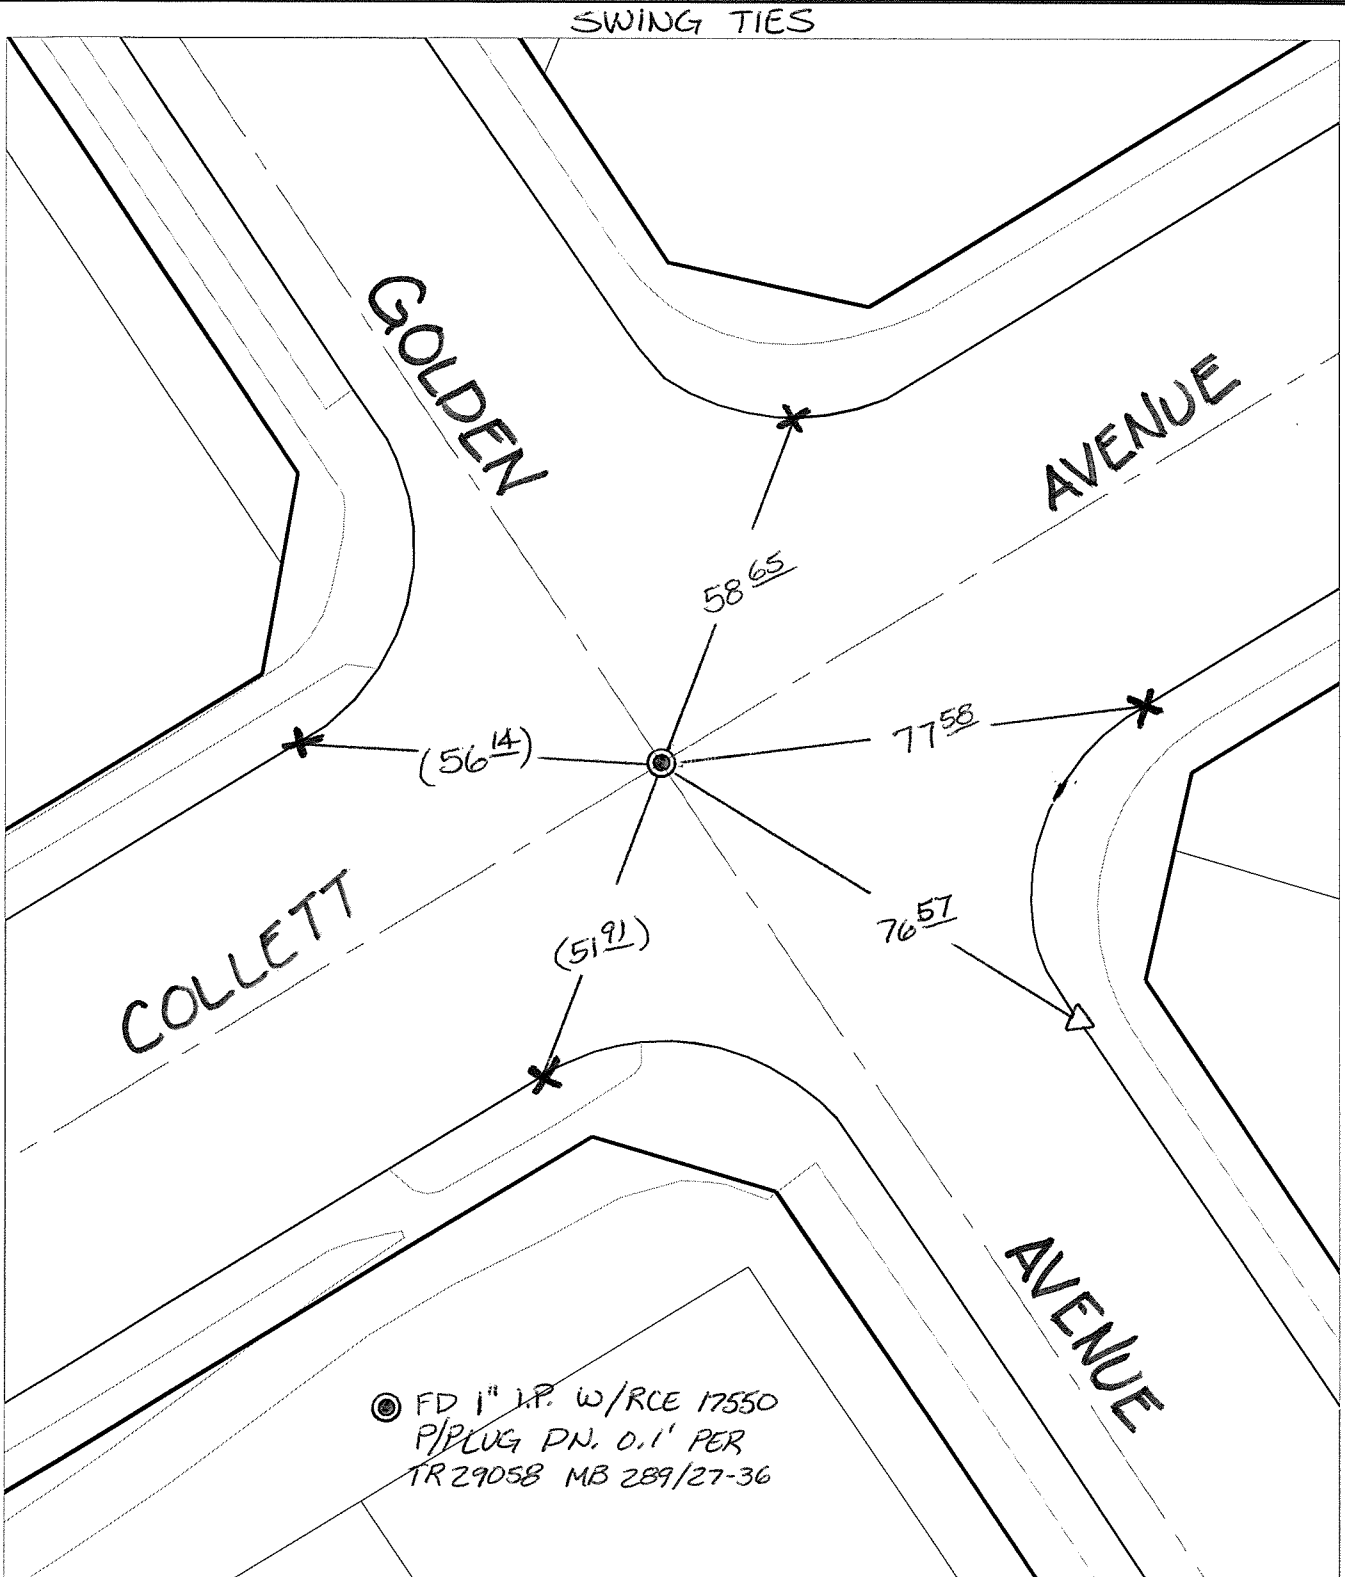 SWING TIES
GOLDEN
AVENUE
58 65
77 58
(56 14)
76 57
(51 91)
COLLETT
AVENUE
FD 1" I.P. W/RCE 17550
P/PLUG DN. 0.1' PER
TR 29058 MB 289/27-36